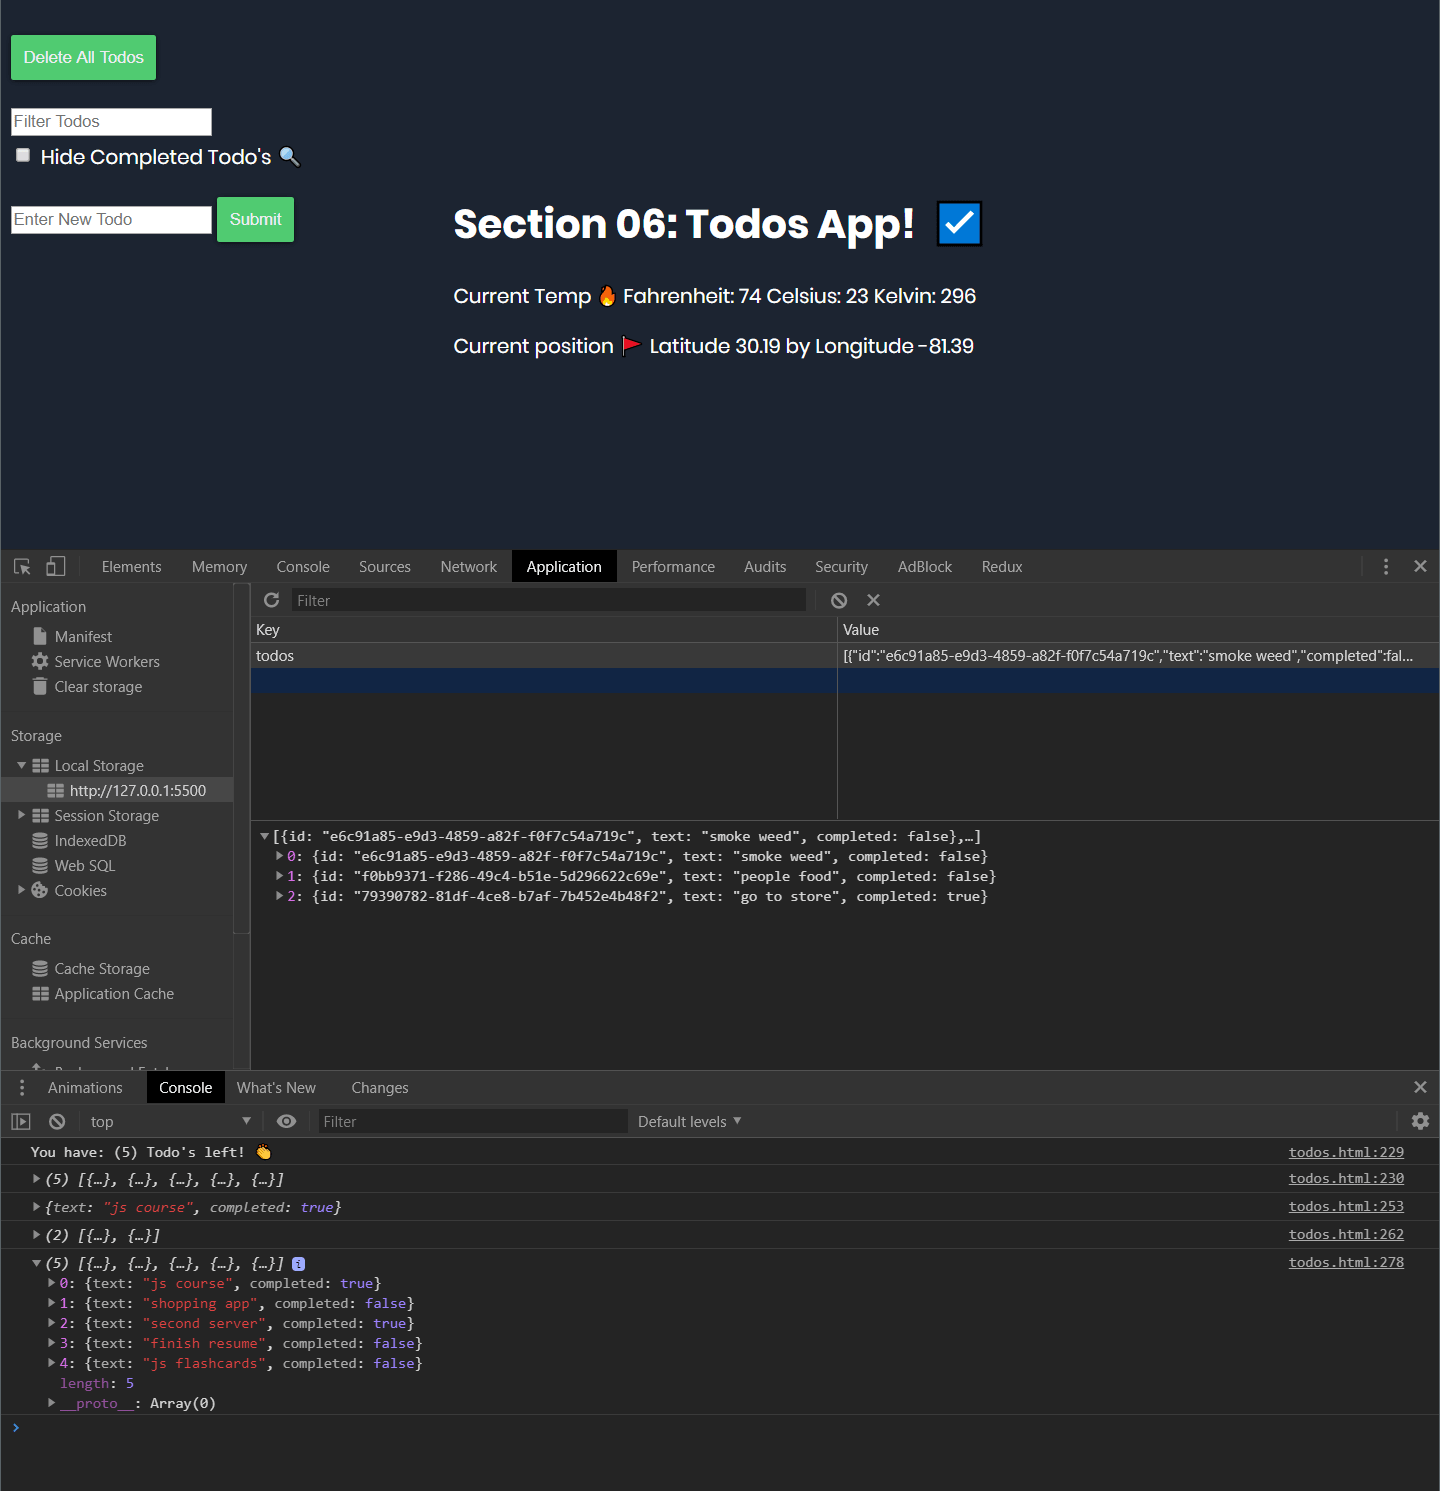 Delete All Todos
Filter Todos
Hide Completed Todo's 🔍
Enter New Todo
Submit
Section 06: Todos App! ☑️
Current Temp 🔥 Fahrenheit: 74 Celsius: 23 Kelvin: 296
Current position 🚩 Latitude 30.19 by Longitude -81.39
Elements Memory Console Sources Network Application Performance Audits Security AdBlock Redux
Application
Manifest
Service Workers
Clear storage
Storage
Local Storage
http://127.0.0.1:5500
Session Storage
IndexedDB
Web SQL
Cookies
Cache
Cache Storage
Application Cache
Background Services
Filter
Key Value
todos [{"id":"e6c91a85-e9d3-4859-a82f-f0f7c54a719c","text":"smoke weed","completed":fal...
[{id: "e6c91a85-e9d3-4859-a82f-f0f7c54a719c", text: "smoke weed", completed: false},…]
0: {id: "e6c91a85-e9d3-4859-a82f-f0f7c54a719c", text: "smoke weed", completed: false}
1: {id: "f0bb9371-f286-49c4-b51e-5d296622c69e", text: "people food", completed: false}
2: {id: "79390782-81df-4ce8-b7af-7b452e4b48f2", text: "go to store", completed: true}
Animations Console What's New Changes
top Filter Default levels
You have: (5) Todo's left! 👏 todos.html:229
(5) [{…}, {…}, {…}, {…}, {…}] todos.html:230
{text: "js course", completed: true} todos.html:253
(2) [{…}, {…}] todos.html:262
(5) [{…}, {…}, {…}, {…}, {…}] i todos.html:278
0: {text: "js course", completed: true}
1: {text: "shopping app", completed: false}
2: {text: "second server", completed: true}
3: {text: "finish resume", completed: false}
4: {text: "js flashcards", completed: false}
length: 5
__proto__: Array(0)